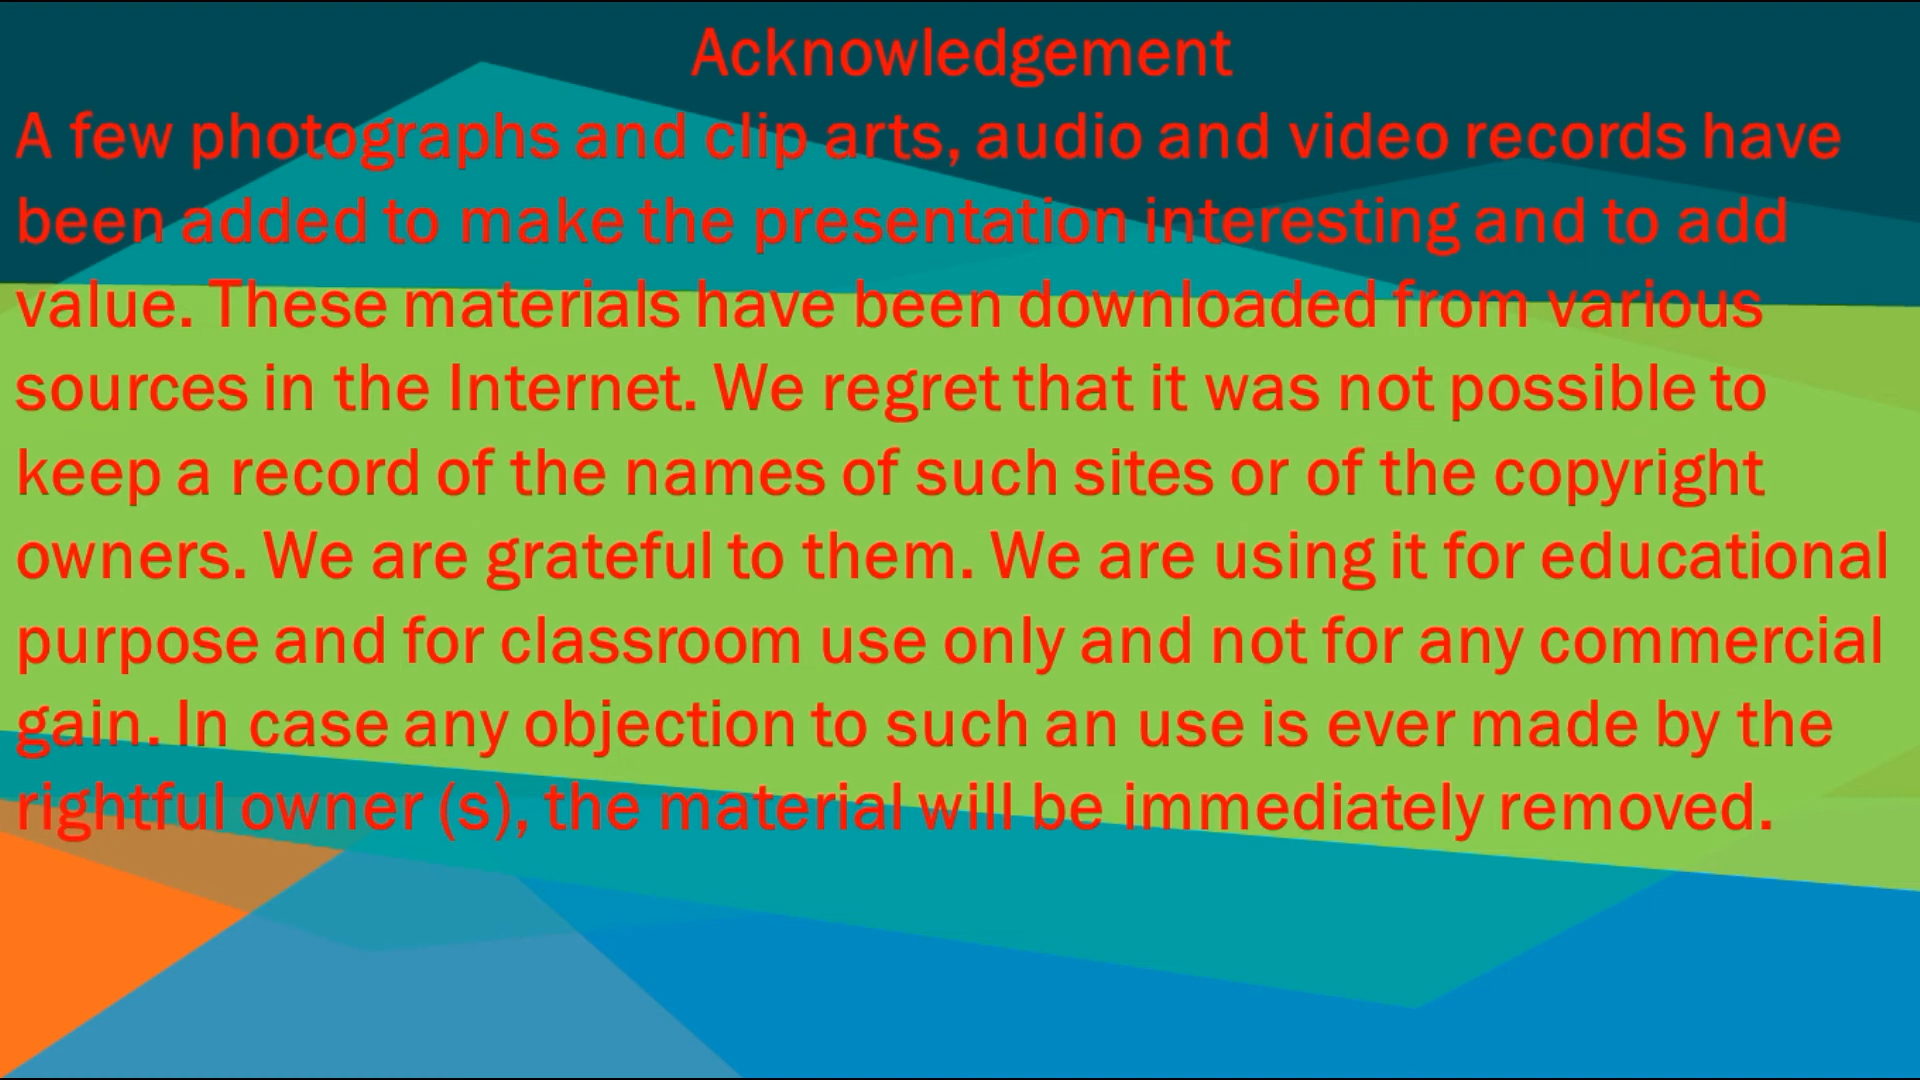 Acknowledgement
A few photographs and clip arts, audio and video records have
been added to make the presentation interesting and to add
value. These materials have been downloaded from various
sources in the Internet. We regret that it was not possible to
keep a record of the names of such sites or of the copyright
owners. We are grateful to them. We are using it for educational
purpose and for classroom use only and not for any commercial
gain. In case any objection to such an use is ever made by the
rightful owner (s), the material will be immediately removed.